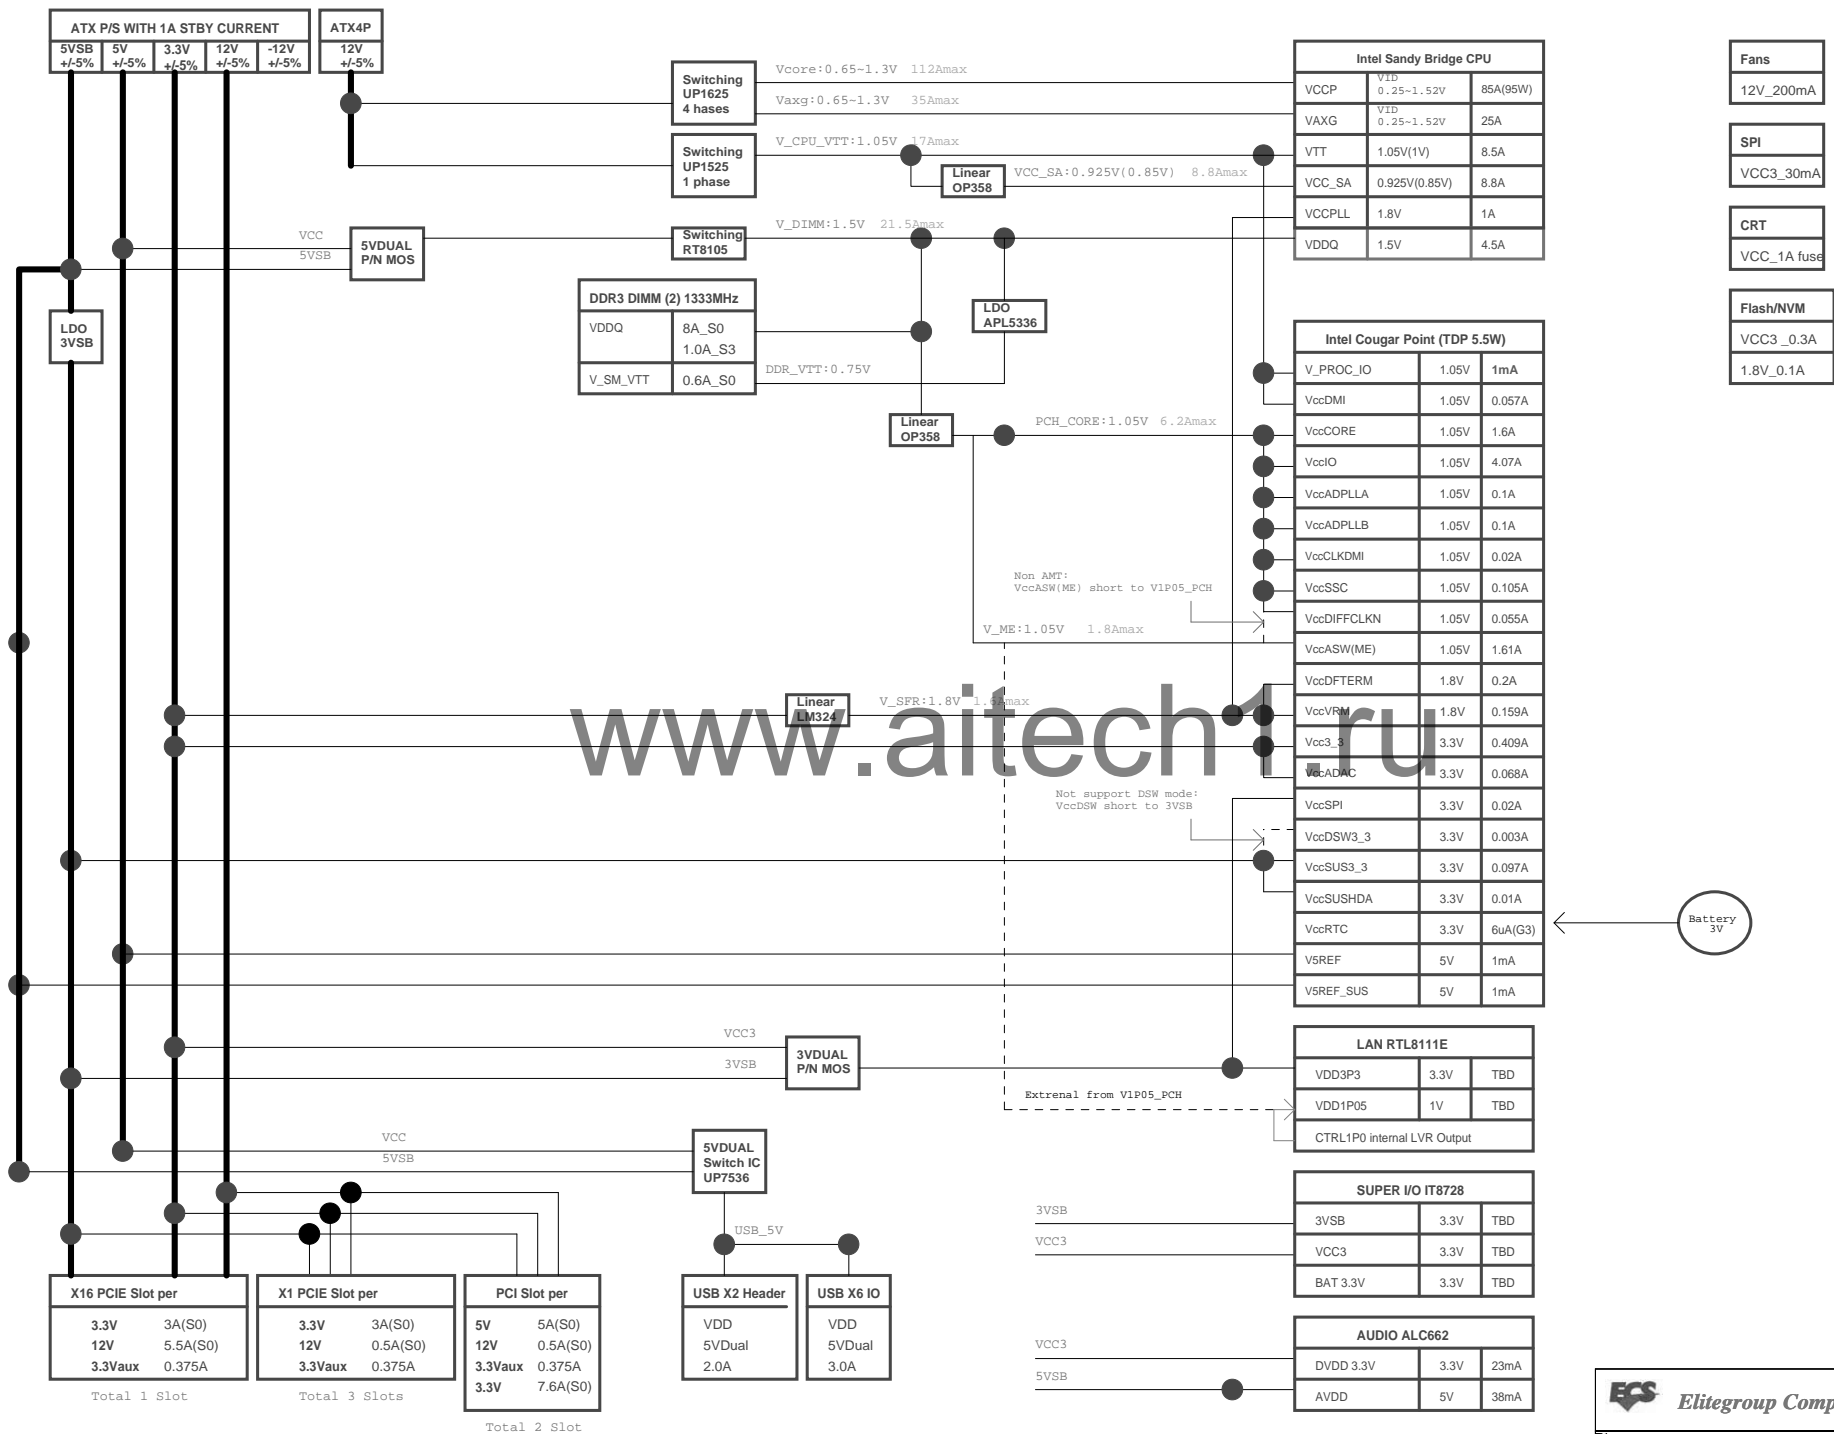 ATX P/S WITH 1A STBY CURRENT
5VSB +/-5%
5V +/-5%
3.3V +/-5%
12V +/-5%
-12V +/-5%
ATX4P
12V +/-5%
Switching UP1625 4 hases
Vcore:0.65~1.3V 112Amax
Vaxg:0.65~1.3V 35Amax
Switching UP1525 1 phase
V_CPU_VTT:1.05V 17Amax
Linear OP358
VCC_SA:0.925V(0.85V) 8.8Amax
VCC
5VSB
5VDUAL P/N MOS
Switching RT8105
V_DIMM:1.5V 21.5Amax
LDO 3VSB
DDR3 DIMM (2) 1333MHz
VDDQ 8A_S0
1.0A_S3
V_SM_VTT 0.6A_S0
DDR_VTT:0.75V
LDO APL5336
Linear OP358
PCH_CORE:1.05V 6.2Amax
Non AMT:
VccASW(ME) short to V1P05_PCH
V_ME:1.05V 1.8Amax
Linear LM324
V_SFR:1.8V 1.6Amax
www.aitech1.ru
Not support DSW mode:
VccDSW short to 3VSB
Intel Sandy Bridge CPU
VCCP VID 0.25~1.52V 85A(95W)
VAXG VID 0.25~1.52V 25A
VTT 1.05V(1V) 8.5A
VCC_SA 0.925V(0.85V) 8.8A
VCCPLL 1.8V 1A
VDDQ 1.5V 4.5A
Intel Cougar Point (TDP 5.5W)
V_PROC_IO 1.05V 1mA
VccDMI 1.05V 0.057A
VccCORE 1.05V 1.6A
VccIO 1.05V 4.07A
VccADPLLA 1.05V 0.1A
VccADPLLB 1.05V 0.1A
VccCLKDMI 1.05V 0.02A
VccSSC 1.05V 0.105A
VccDIFFCLKN 1.05V 0.055A
VccASW(ME) 1.05V 1.61A
VccDFTERM 1.8V 0.2A
VccVRM 1.8V 0.159A
Vcc3_3 3.3V 0.409A
VccADAC 3.3V 0.068A
VccSPI 3.3V 0.02A
VccDSW3_3 3.3V 0.003A
VccSUS3_3 3.3V 0.097A
VccSUSHDA 3.3V 0.01A
VccRTC 3.3V 6uA(G3)
V5REF 5V 1mA
V5REF_SUS 5V 1mA
Battery 3V
Fans
12V_200mA
SPI
VCC3_30mA
CRT
VCC_1A fuse
Flash/NVM
VCC3 _0.3A
1.8V_0.1A
VCC3
3VSB
3VDUAL P/N MOS
Extrenal from V1P05_PCH
LAN RTL8111E
VDD3P3 3.3V TBD
VDD1P05 1V TBD
CTRL1P0 internal LVR Output
VCC
5VSB
5VDUAL Switch IC UP7536
USB_5V
3VSB
VCC3
SUPER I/O IT8728
3VSB 3.3V TBD
VCC3 3.3V TBD
BAT 3.3V 3.3V TBD
X16 PCIE Slot per
3.3V 3A(S0)
12V 5.5A(S0)
3.3Vaux 0.375A
Total 1 Slot
X1 PCIE Slot per
3.3V 3A(S0)
12V 0.5A(S0)
3.3Vaux 0.375A
Total 3 Slots
PCI Slot per
5V 5A(S0)
12V 0.5A(S0)
3.3Vaux 0.375A
3.3V 7.6A(S0)
Total 2 Slot
USB X2 Header
VDD
5VDual
2.0A
USB X6 IO
VDD
5VDual
3.0A
VCC3
5VSB
AUDIO ALC662
DVDD 3.3V 3.3V 23mA
AVDD 5V 38mA
ECS Elitegroup Comp